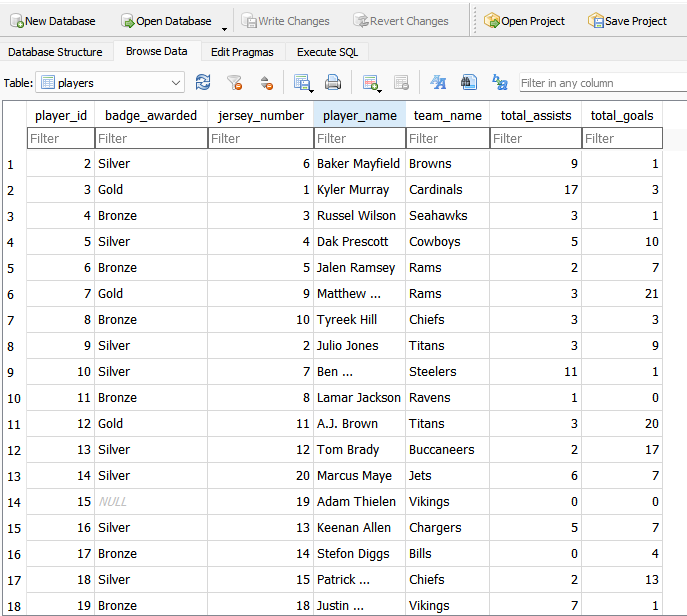 New Database Open Database Write Changes Revert Changes Open Project Save Project
Database Structure Browse Data Edit Pragmas Execute SQL
Table: players Filter in any column
player_id badge_awarded jersey_number player_name team_name total_assists total_goals
Filter Filter Filter Filter Filter Filter Filter
1 2 Silver 6 Baker Mayfield Browns 9 1
2 3 Gold 1 Kyler Murray Cardinals 17 3
3 4 Bronze 3 Russel Wilson Seahawks 3 1
4 5 Silver 4 Dak Prescott Cowboys 5 10
5 6 Bronze 5 Jalen Ramsey Rams 2 7
6 7 Gold 9 Matthew ... Rams 3 21
7 8 Bronze 10 Tyreek Hill Chiefs 3 3
8 9 Silver 2 Julio Jones Titans 3 9
9 10 Silver 7 Ben ... Steelers 11 1
10 11 Bronze 8 Lamar Jackson Ravens 1 0
11 12 Gold 11 A.J. Brown Titans 3 20
12 13 Silver 12 Tom Brady Buccaneers 2 17
13 14 Silver 20 Marcus Maye Jets 6 7
14 15 NULL 19 Adam Thielen Vikings 0 0
15 16 Silver 13 Keenan Allen Chargers 5 7
16 17 Bronze 14 Stefon Diggs Bills 0 4
17 18 Silver 15 Patrick ... Chiefs 2 13
18 19 Bronze 18 Justin ... Vikings 7 1